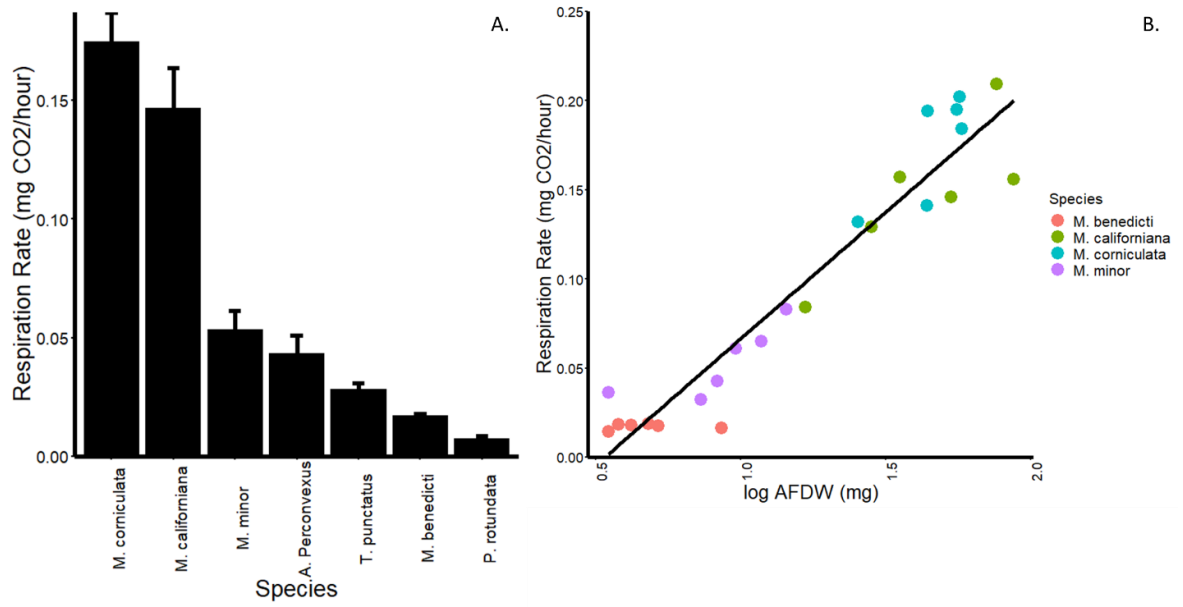 A.
Respiration Rate (mg CO2/hour)
0.15
0.10
0.05
0.00
M. corniculata
M. californiana
M. minor
A. Perconvexus
T. punctatus
M. benedicti
P. rotundata
Species
B.
Respiration Rate (mg CO2/hour)
0.25
0.20
0.15
0.10
0.05
0.00
0.5
1.0
1.5
2.0
log AFDW (mg)
Species
M. benedicti
M. californiana
M. corniculata
M. minor